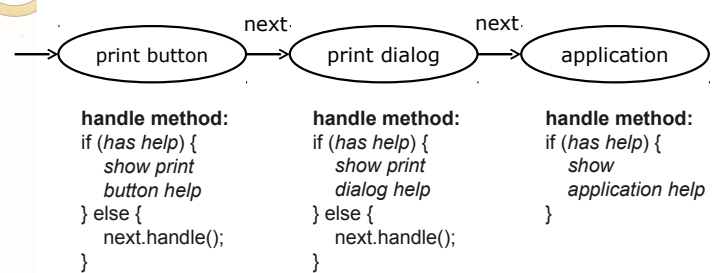 next
next
print button
print dialog
application
handle method:
if (has help) {
show print
button help
} else {
next.handle();
}
handle method:
if (has help) {
show print
dialog help
} else {
next.handle();
}
handle method:
if (has help) {
show
application help
}